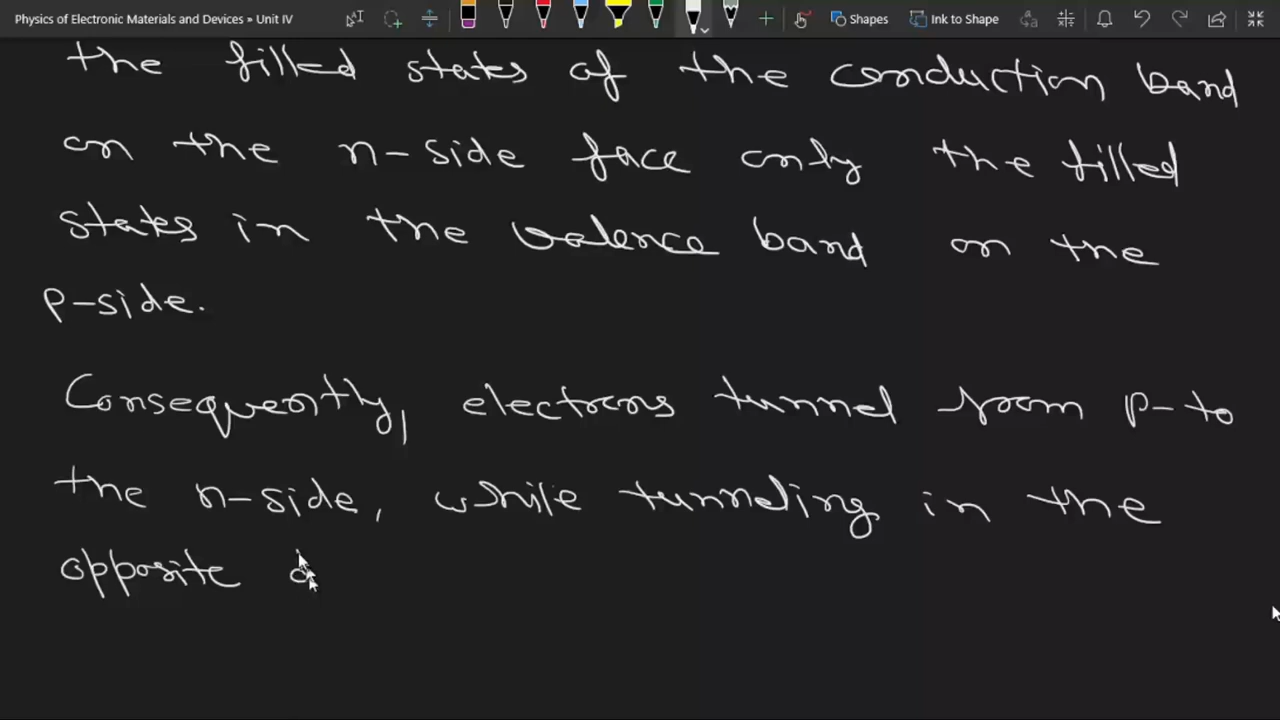 Physics of Electronic Materials and Devices » Unit IV
Shapes
Ink to Shape
the filled states of the conduction band
on the n-side face only the filled
states in the valence band on the
p-side.
Consequently, electrons tunnel from p- to
the n-side, while tunneling in the
opposite d